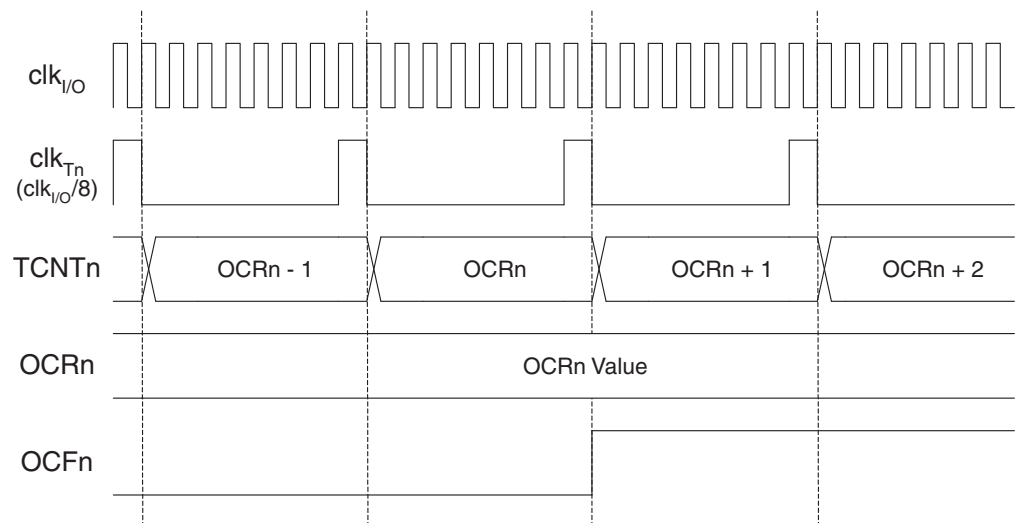 clkI/O
clkTn
(clkI/O/8)
TCNTn
OCRn - 1
OCRn
OCRn + 1
OCRn + 2
OCRn
OCRn Value
OCFn